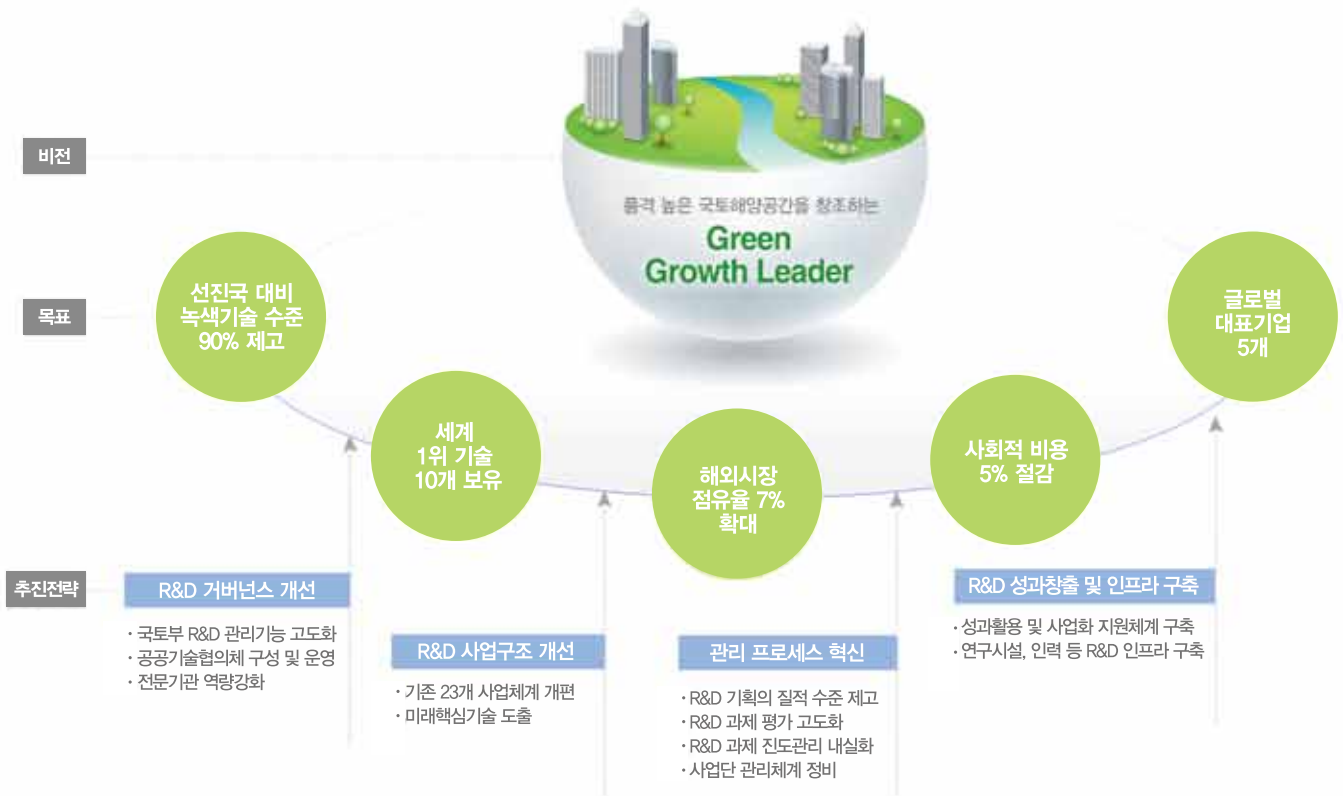 비전
품격 높은 국토해양공간을 창조하는
Green
Growth Leader
목표
선진국 대비
녹색기술 수준
90% 제고
세계
1위 기술
10개 보유
해외시장
점유율 7%
확대
사회적 비용
5% 절감
글로벌
대표기업
5개
추진전략
R&D 거버넌스 개선
· 국토부 R&D 관리기능 고도화
· 공공기술협의체 구성 및 운영
· 전문기관 역량강화
R&D 사업구조 개선
· 기존 23개 사업체계 개편
· 미래핵심기술 도출
관리 프로세스 혁신
· R&D 기획의 질적 수준 제고
· R&D 과제 평가 고도화
· R&D 과제 진도관리 내실화
· 사업단 관리체계 정비
R&D 성과창출 및 인프라 구축
· 성과활용 및 사업화 지원체계 구축
· 연구시설, 인력 등 R&D 인프라 구축